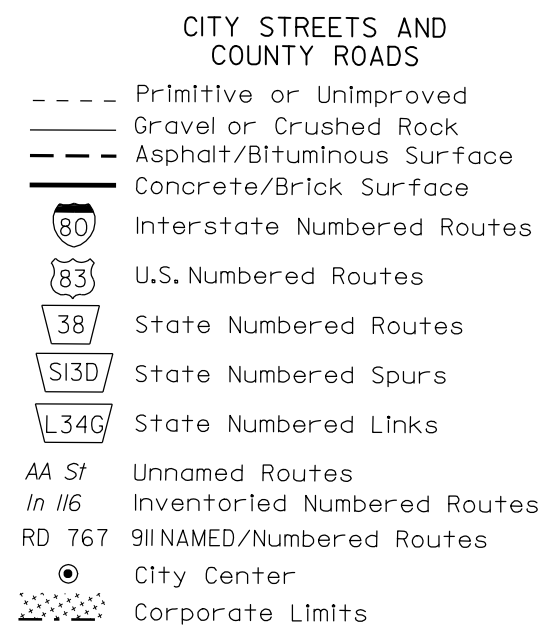 CITY STREETS AND
COUNTY ROADS
Primitive or Unimproved
Gravel or Crushed Rock
Asphalt/Bituminous Surface
Concrete/Brick Surface
80 Interstate Numbered Routes
83 U.S. Numbered Routes
38 State Numbered Routes
S13D State Numbered Spurs
L34G State Numbered Links
AA St Unnamed Routes
In 116 Inventoried Numbered Routes
RD 767 911 NAMED/Numbered Routes
City Center
Corporate Limits